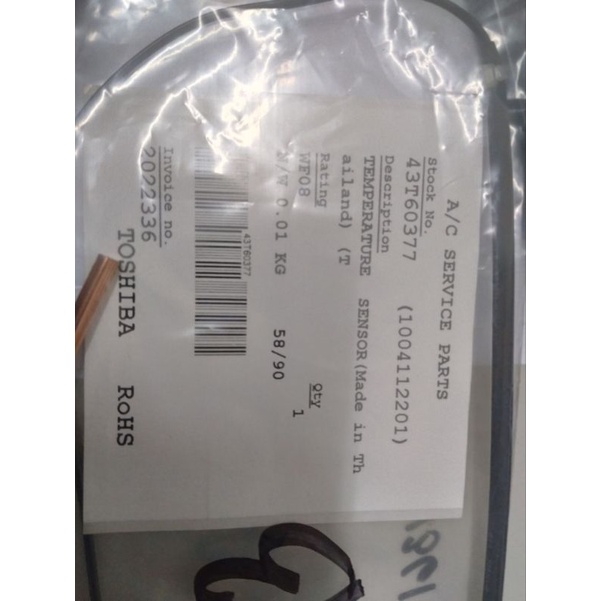 A/C SERVICE PARTS
Stock No.
43T60377 (1004112201)
Description
TEMPERATURE SENSOR(Made in Th
ailand) (T
Rating Qty
WF08 1
N/W 0.01 KG 58/90
43T60377
Invoice no.
2022336
TOSHIBA RoHS